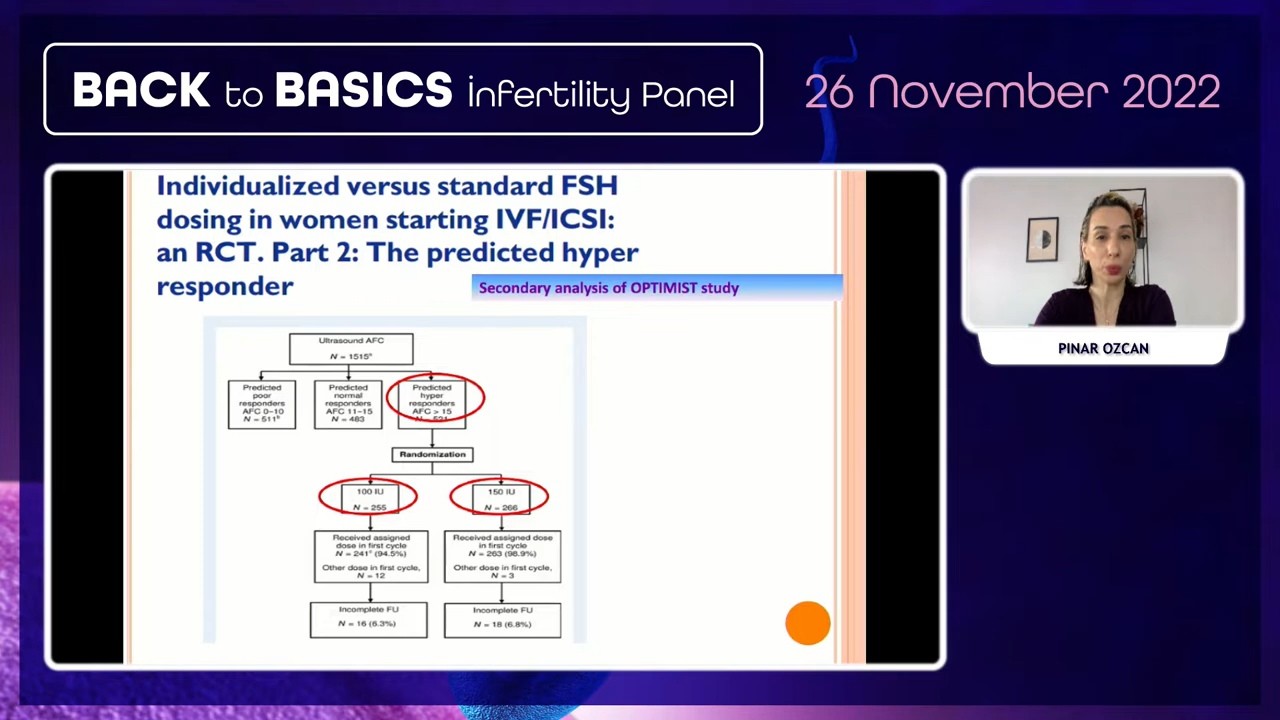 BACK to BASICS İnfertility Panel
26 November 2022
Individualized versus standard FSH
dosing in women starting IVF/ICSI:
an RCT. Part 2: The predicted hyper
responder
Secondary analysis of OPTIMIST study
Ultrasound AFC
N = 1515ª
Predicted
poor
responders
AFC 0–10
N = 511ᵇ
Predicted
normal
responders
AFC 11–15
N = 483
Predicted
hyper
responders
AFC > 15
N = 521
Randomization
100 IU
N = 255
150 IU
N = 266
Received assigned
dose in first cycle
N = 241ᶜ (94.5%)
Other dose in first cycle,
N = 12
Received assigned dose
in first cycle
N = 263 (98.9%)
Other dose in first cycle,
N = 3
Incomplete FU
N = 16 (6.3%)
Incomplete FU
N = 18 (6.8%)
PINAR OZCAN